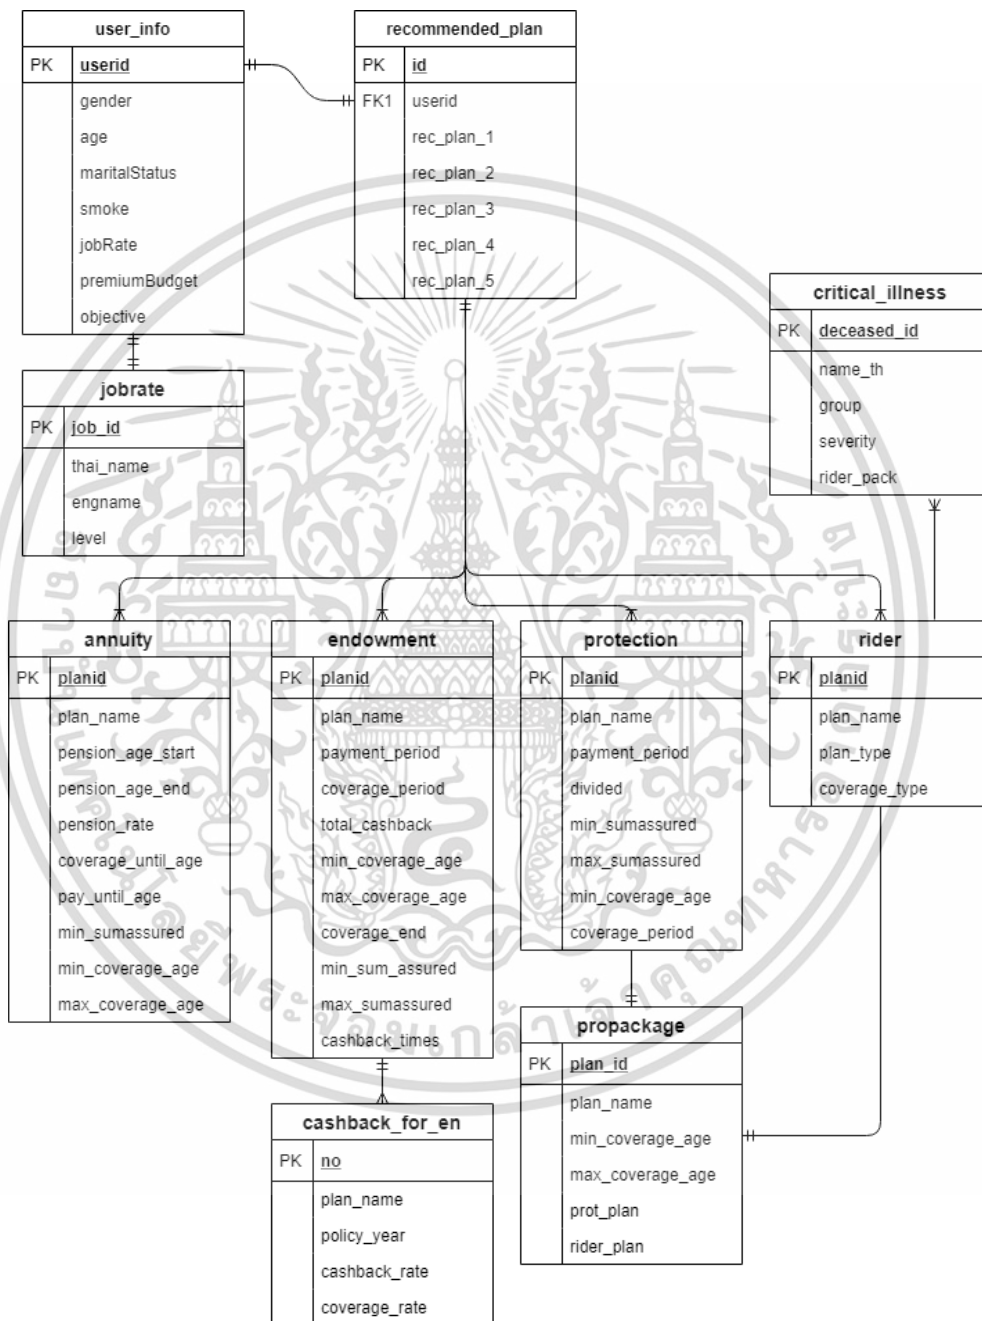 user_info
PK userid
gender
age
maritalStatus
smoke
jobRate
premiumBudget
objective
recommended_plan
PK id
FK1 userid
rec_plan_1
rec_plan_2
rec_plan_3
rec_plan_4
rec_plan_5
critical_illness
PK deceased_id
name_th
group
severity
rider_pack
jobrate
PK job_id
thai_name
engname
level
annuity
PK planid
plan_name
pension_age_start
pension_age_end
pension_rate
coverage_until_age
pay_until_age
min_sumassured
min_coverage_age
max_coverage_age
endowment
PK planid
plan_name
payment_period
coverage_period
total_cashback
min_coverage_age
max_coverage_age
coverage_end
min_sum_assured
max_sumassured
cashback_times
protection
PK planid
plan_name
payment_period
divided
min_sumassured
max_sumassured
min_coverage_age
coverage_period
rider
PK planid
plan_name
plan_type
coverage_type
propackage
PK plan_id
plan_name
min_coverage_age
max_coverage_age
prot_plan
rider_plan
cashback_for_en
PK no
plan_name
policy_year
cashback_rate
coverage_rate